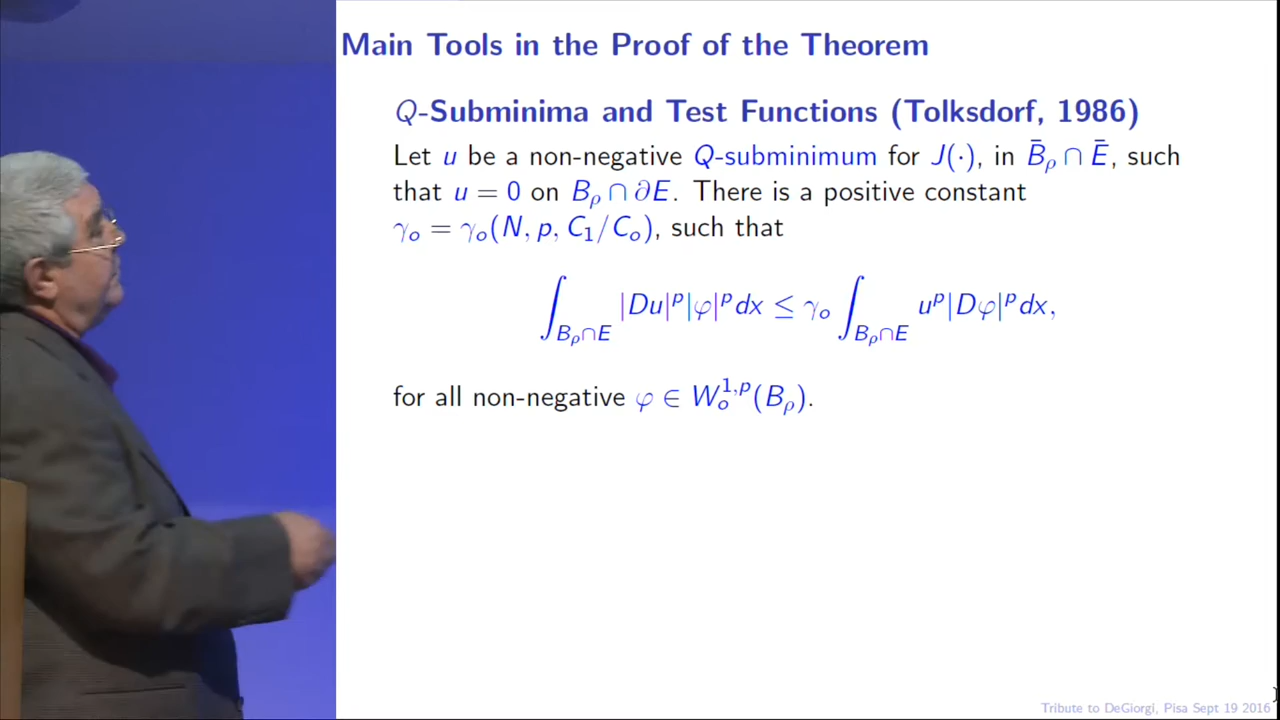 Main Tools in the Proof of the Theorem
Q-Subminima and Test Functions (Tolksdorf, 1986)
Let u be a non-negative Q-subminimum for J(·), in B̄ρ ∩ Ē, such
that u = 0 on Bρ ∩ ∂E. There is a positive constant
γₒ = γₒ(N, p, C₁/Cₒ), such that
∫_{Bρ∩E} |Du|ᵖ|φ|ᵖ dx ≤ γₒ ∫_{Bρ∩E} uᵖ|Dφ|ᵖ dx,
for all non-negative φ ∈ Wₒ^{1,p}(Bρ).
Tribute to DeGiorgi, Pisa Sept 19 2016